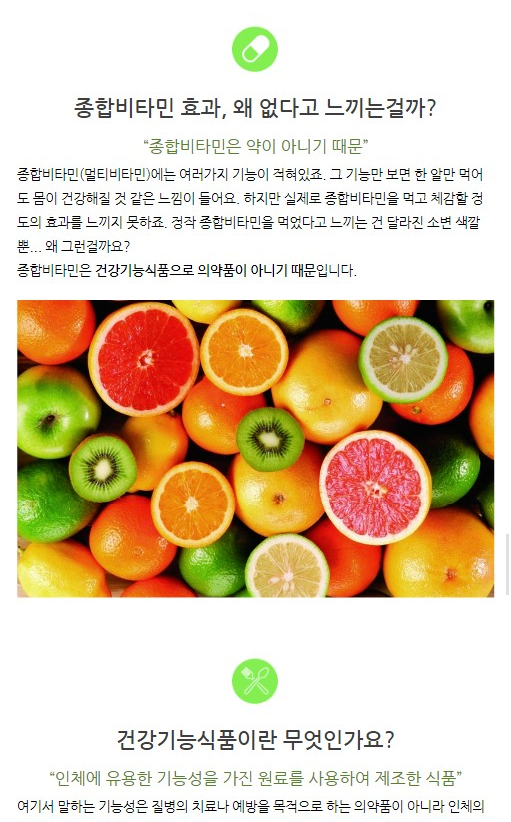 종합비타민 효과, 왜 없다고 느끼는걸까?
“종합비타민은 약이 아니기 때문”
종합비타민(멀티비타민)에는 여러가지 기능이 적혀있죠. 그 기능만 보면 한 알만 먹어
도 몸이 건강해질 것 같은 느낌이 들어요. 하지만 실제로 종합비타민을 먹고 체감할 정
도의 효과를 느끼지 못하죠. 정작 종합비타민을 먹었다고 느끼는 건 달라진 소변 색깔
뿐... 왜 그런걸까요?
종합비타민은 건강기능식품으로 의약품이 아니기 때문입니다.
건강기능식품이란 무엇인가요?
“인체에 유용한 기능성을 가진 원료를 사용하여 제조한 식품”
여기서 말하는 기능성은 질병의 치료나 예방을 목적으로 하는 의약품이 아니라 인체의